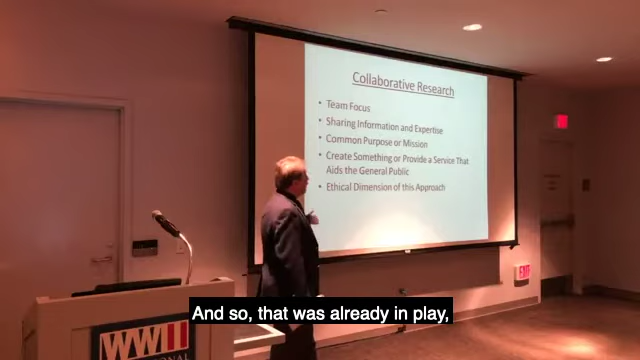 Collaborative Research
• Team Focus
• Sharing Information and Expertise
• Common Purpose or Mission
• Create Something or Provide a Service That
Aids the General Public
• Ethical Dimension of this Approach
EXIT
And so, that was already in play,
WWII
NATIONAL